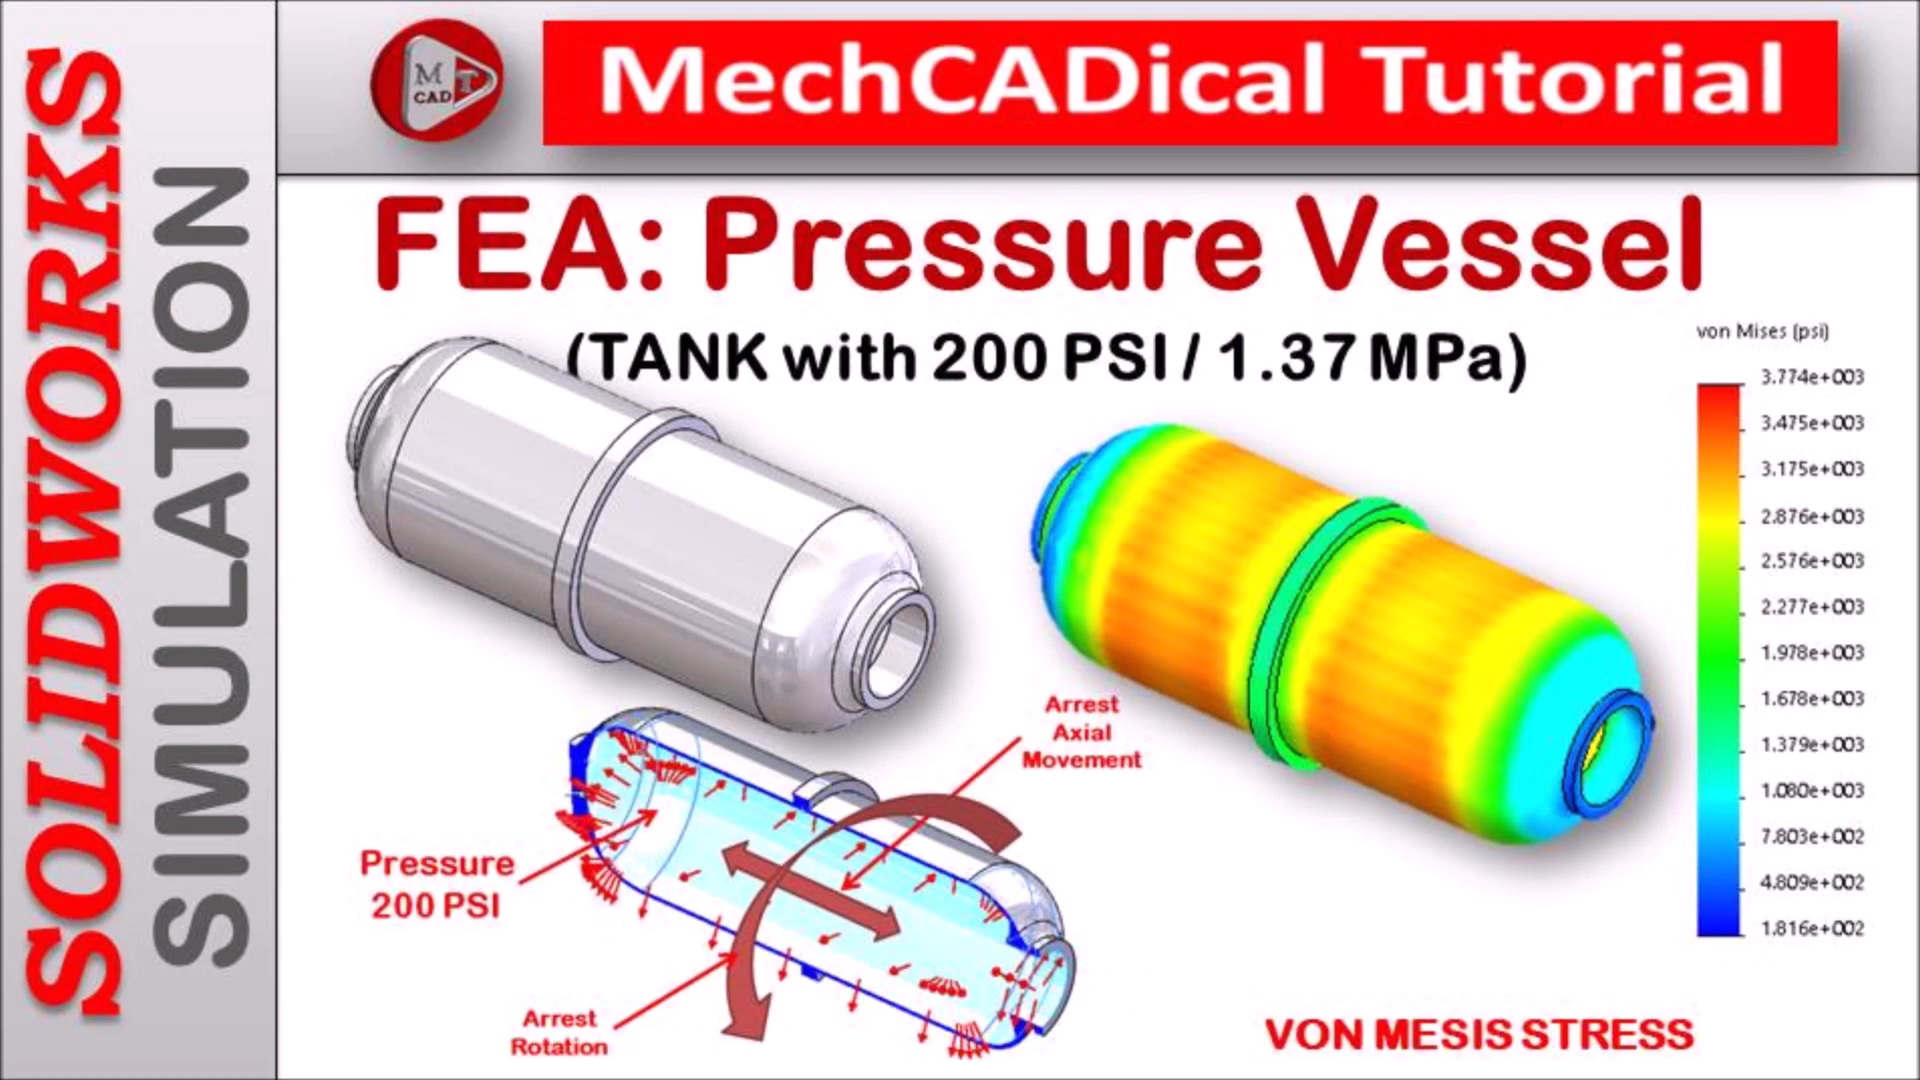 SOLIDWORKS
SIMULATION
M T
CAD
MechCADical Tutorial
FEA: Pressure Vessel
(TANK with 200 PSI / 1.37 MPa)
von Mises (psi)
3.774e+003
3.475e+003
3.175e+003
2.876e+003
2.576e+003
2.277e+003
1.978e+003
1.678e+003
1.379e+003
1.080e+003
7.803e+002
4.809e+002
1.816e+002
Arrest
Axial
Movement
Pressure
200 PSI
Arrest
Rotation
VON MESIS STRESS